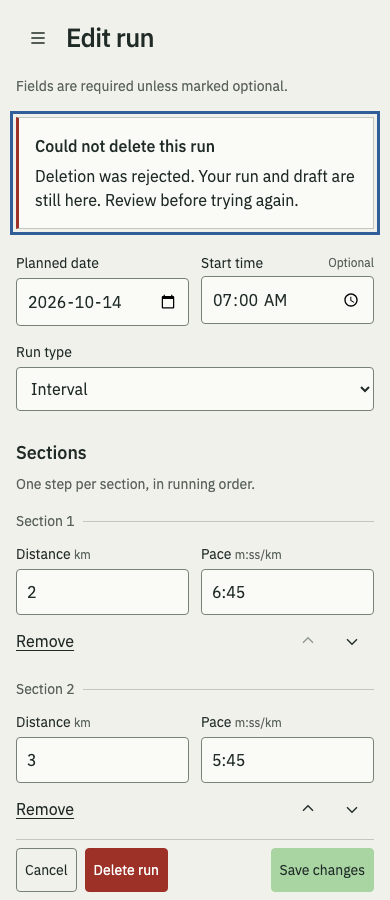 Edit run
Fields are required unless marked optional.
Could not delete this run
Deletion was rejected. Your run and draft are
still here. Review before trying again.
Planned date
Start time Optional
2026-10-14
07:00 AM
Run type
Interval
Sections
One step per section, in running order.
Section 1
Distance km
Pace m:ss/km
2
6:45
Remove
Section 2
Distance km
Pace m:ss/km
3
5:45
Remove
Cancel
Delete run
Save changes